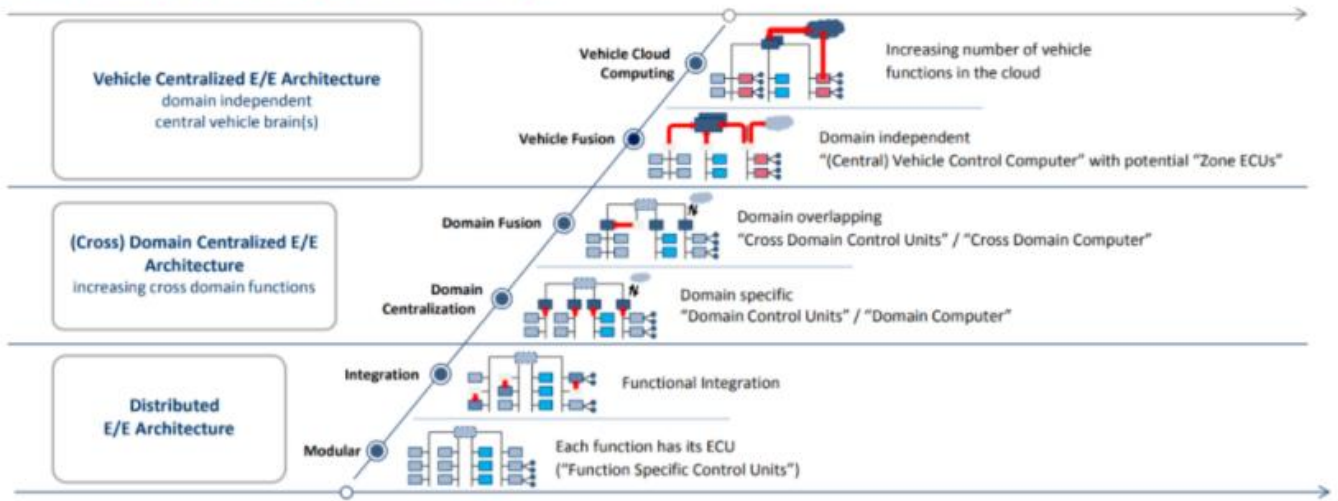 Vehicle Centralized E/E Architecture
domain independent
central vehicle brain(s)
Vehicle Cloud
Computing
Increasing number of vehicle
functions in the cloud
Vehicle Fusion
Domain independent
“(Central) Vehicle Control Computer” with potential “Zone ECUs”
(Cross) Domain Centralized E/E
Architecture
increasing cross domain functions
Domain Fusion
Domain overlapping
“Cross Domain Control Units” / “Cross Domain Computer”
Domain
Centralization
Domain specific
“Domain Control Units” / “Domain Computer”
Distributed
E/E Architecture
Integration
Functional Integration
Modular
Each function has its ECU
(“Function Specific Control Units”)